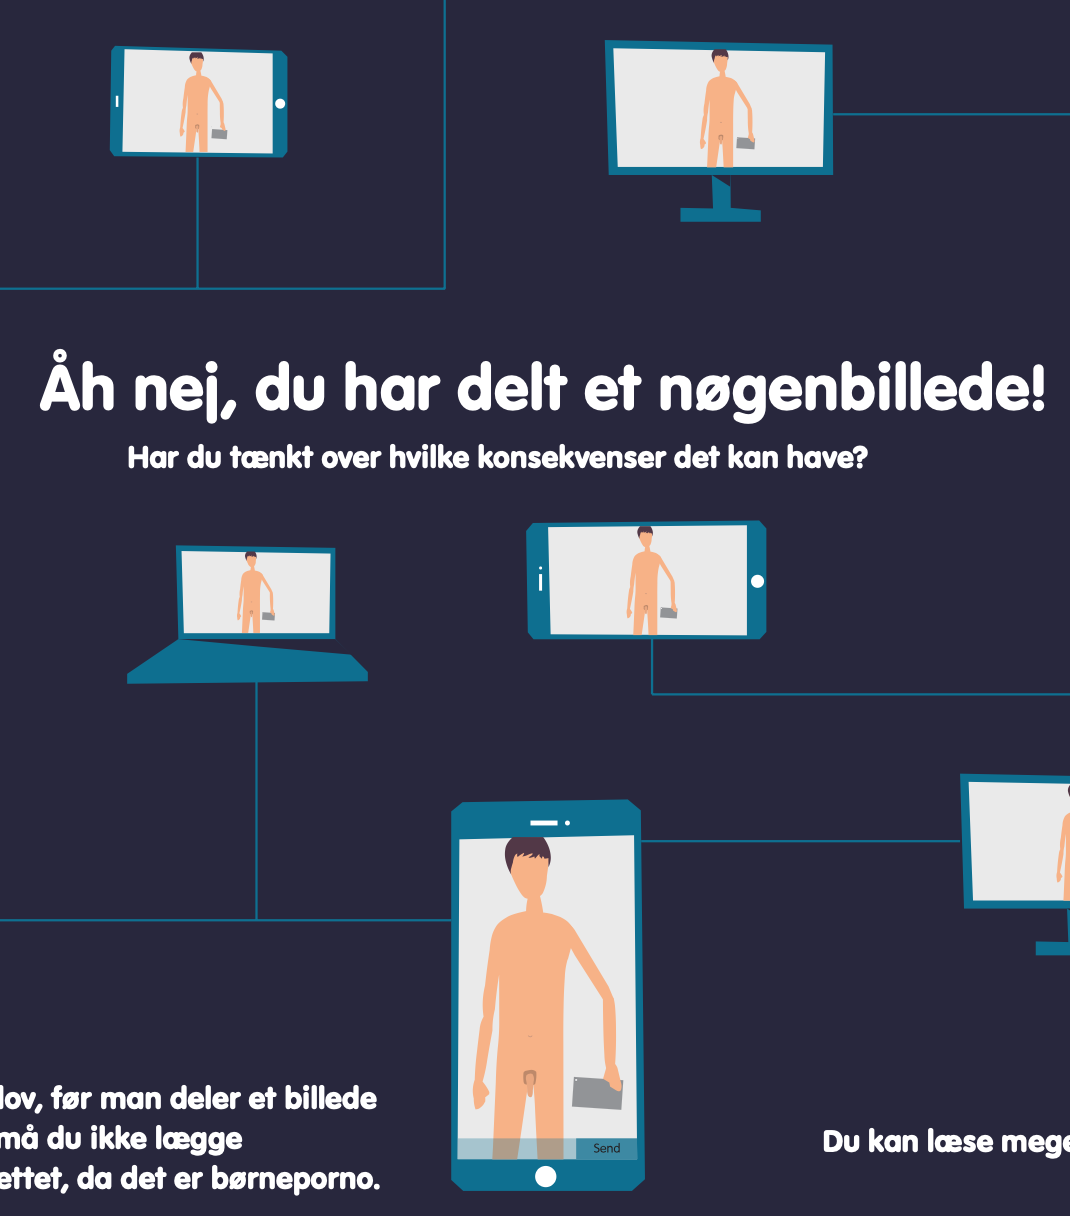 Åh nej, du har delt et nøgenbillede!
Har du tænkt over hvilke konsekvenser det kan have?
lov, før man deler et billede
må du ikke lægge
ettet, da det er børneporno.
Send
Du kan læse mege